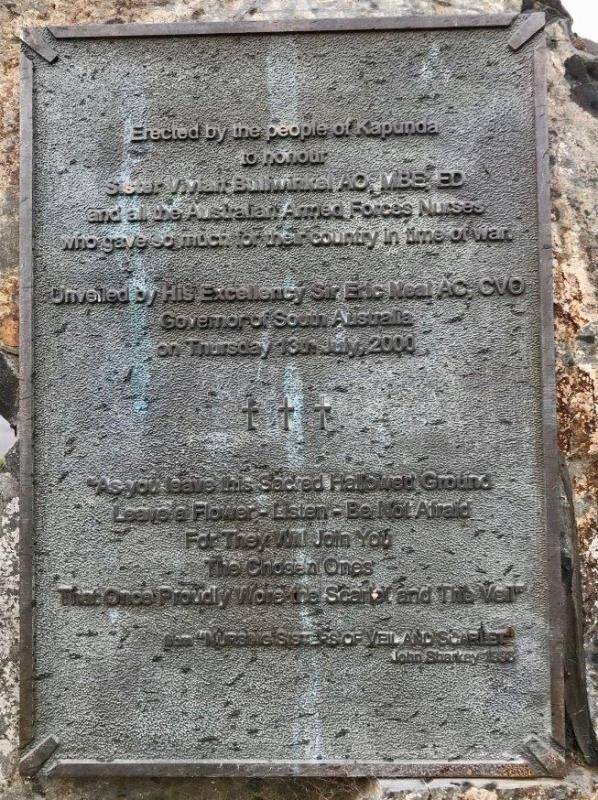 Erected by the people of Kapunda
to honour
Sister Vivian Bullwinkel AO, MBE, ED
and all the Australian Armed Forces Nurses
who gave so much for their country in time of war.
Unveiled by His Excellency Sir Eric Neal AC, CVO
Governor of South Australia
on Thursday 13th July, 2000
"As you leave this Sacred Hallowed Ground
Leave a Flower - Listen - Be Not Afraid
For They Will Join You
The Chosen Ones
That Once Proudly Wore the Scarlet and The Veil"
from "NURSING SISTERS OF VEIL AND SCARLET"
John Sharkey